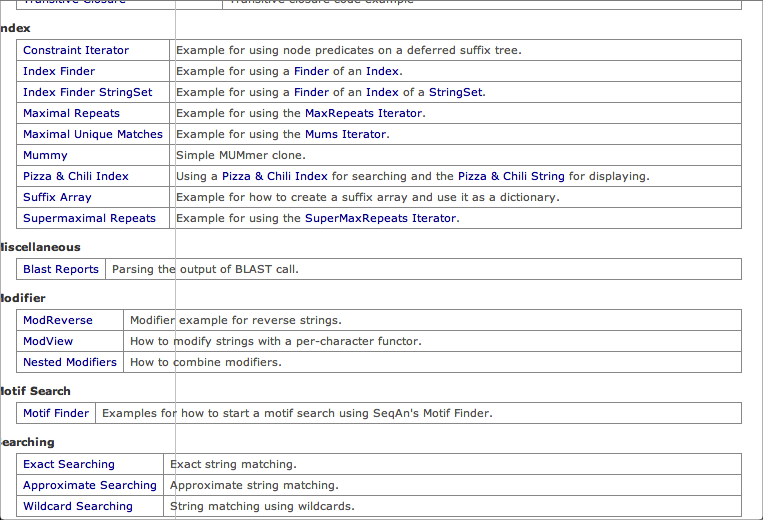 Transitive Closure Transitive closure code example
ndex
Constraint Iterator Example for using node predicates on a deferred suffix tree.
Index Finder Example for using a Finder of an Index.
Index Finder StringSet Example for using a Finder of an Index of a StringSet.
Maximal Repeats Example for using the MaxRepeats Iterator.
Maximal Unique Matches Example for using the Mums Iterator.
Mummy Simple MUMmer clone.
Pizza & Chili Index Using a Pizza & Chili Index for searching and the Pizza & Chili String for displaying.
Suffix Array Example for how to create a suffix array and use it as a dictionary.
Supermaximal Repeats Example for using the SuperMaxRepeats Iterator.
iscellaneous
Blast Reports Parsing the output of BLAST call.
odifier
ModReverse Modifier example for reverse strings.
ModView How to modify strings with a per-character functor.
Nested Modifiers How to combine modifiers.
otif Search
Motif Finder Examples for how to start a motif search using SeqAn's Motif Finder.
earching
Exact Searching Exact string matching.
Approximate Searching Approximate string matching.
Wildcard Searching String matching using wildcards.